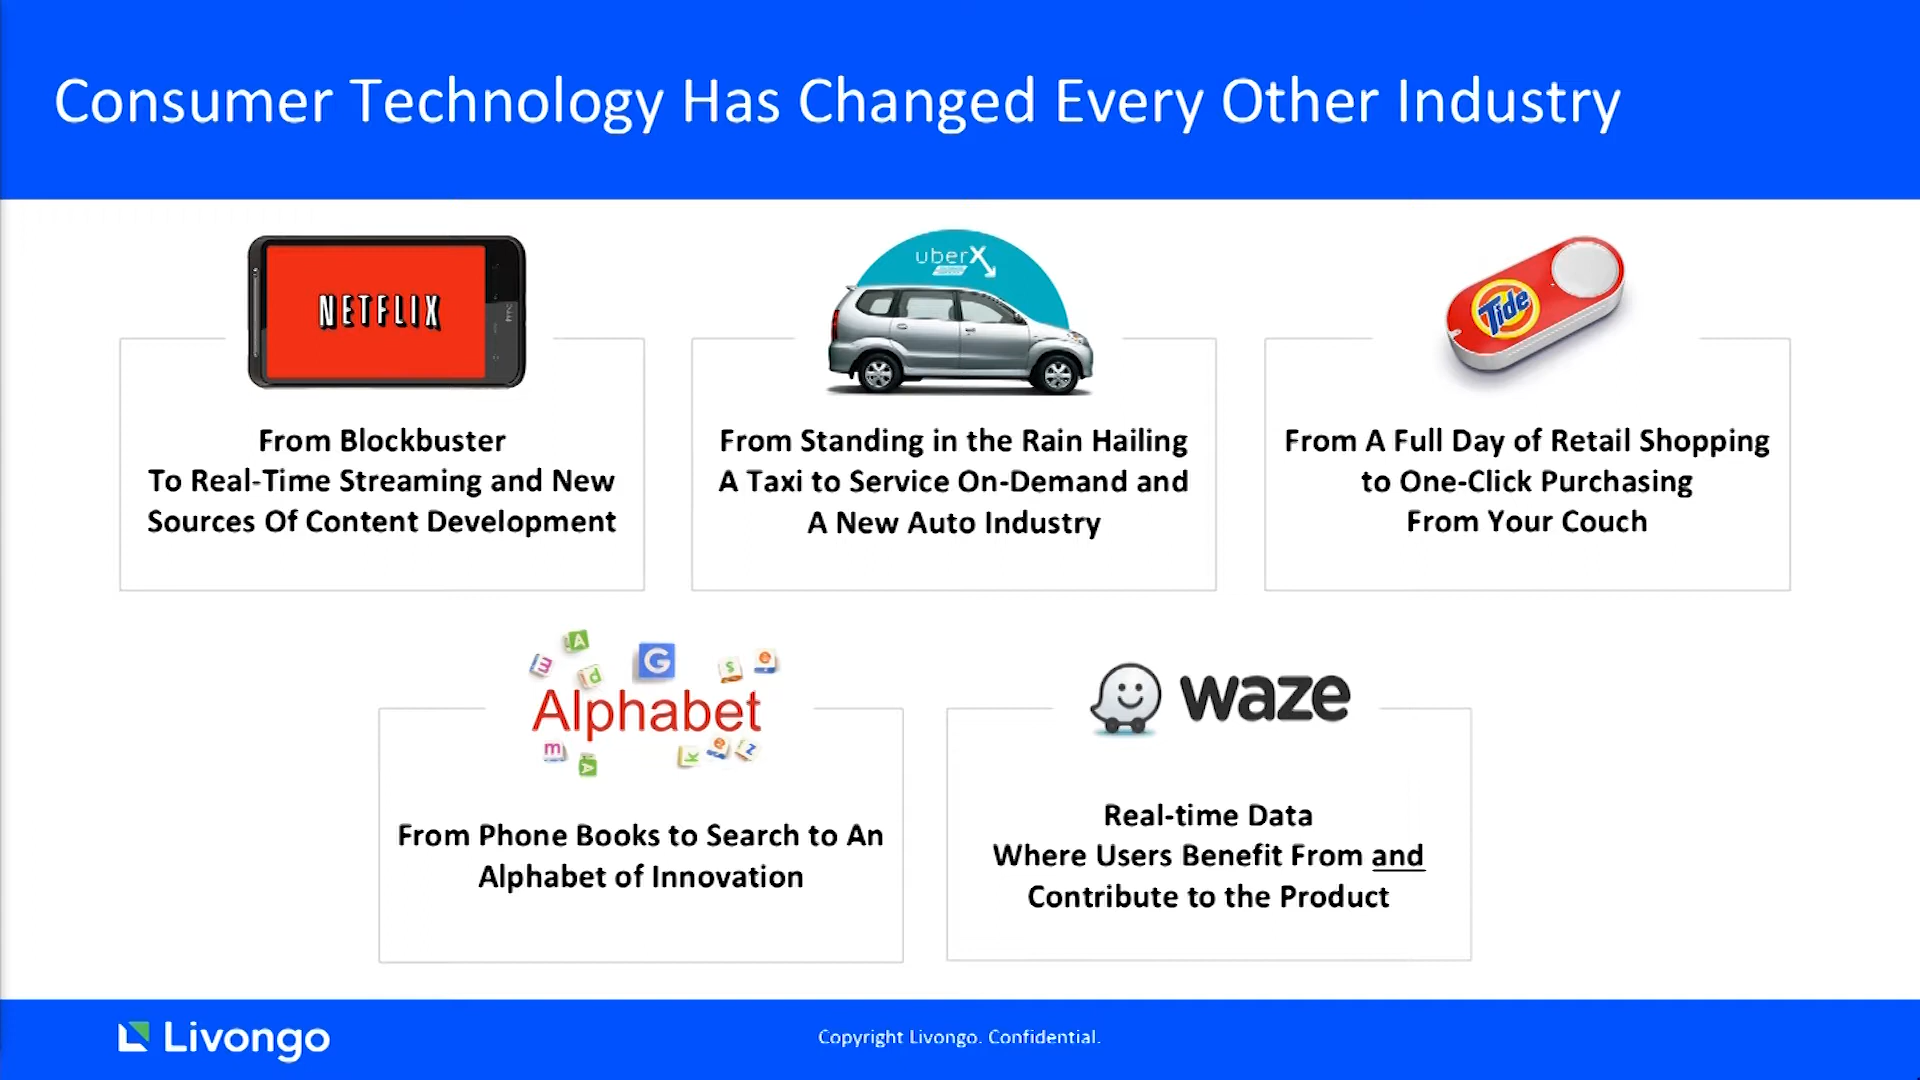 Consumer Technology Has Changed Every Other Industry
NETFLIX
uberX
Tide
From Blockbuster
To Real-Time Streaming and New
Sources Of Content Development
From Standing in the Rain Hailing
A Taxi to Service On-Demand and
A New Auto Industry
From A Full Day of Retail Shopping
to One-Click Purchasing
From Your Couch
G
Alphabet
waze
From Phone Books to Search to An
Alphabet of Innovation
Real-time Data
Where Users Benefit From and
Contribute to the Product
Livongo
Copyright Livongo. Confidential.